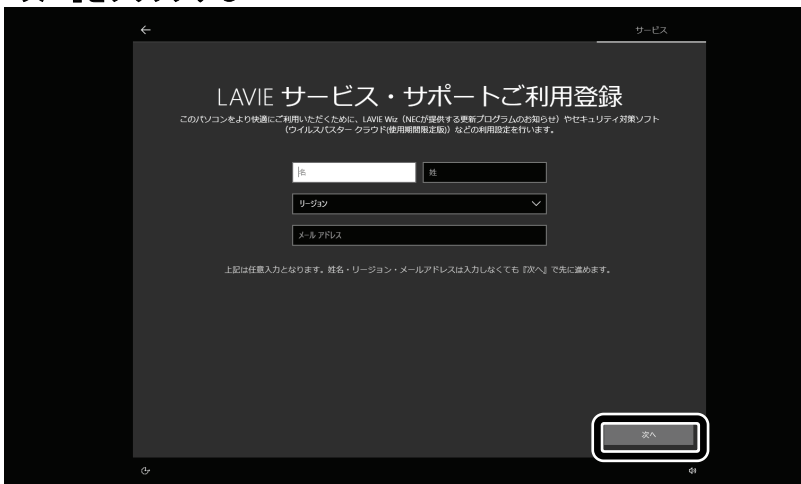 サービス
LAVIE サービス・サポートご利用登録
このパソコンをより快適にご利用いただくために、LAVIE Wiz（NECが提供する更新プログラムのお知らせ）やセキュリティ対策ソフト
（ウイルスバスター クラウド(使用期間限定版)）などの利用設定を行います。
名 姓
リージョン
メール アドレス
上記は任意入力となります。姓名・リージョン・メールアドレスは入力しなくても『次へ』で先に進めます。
次へ